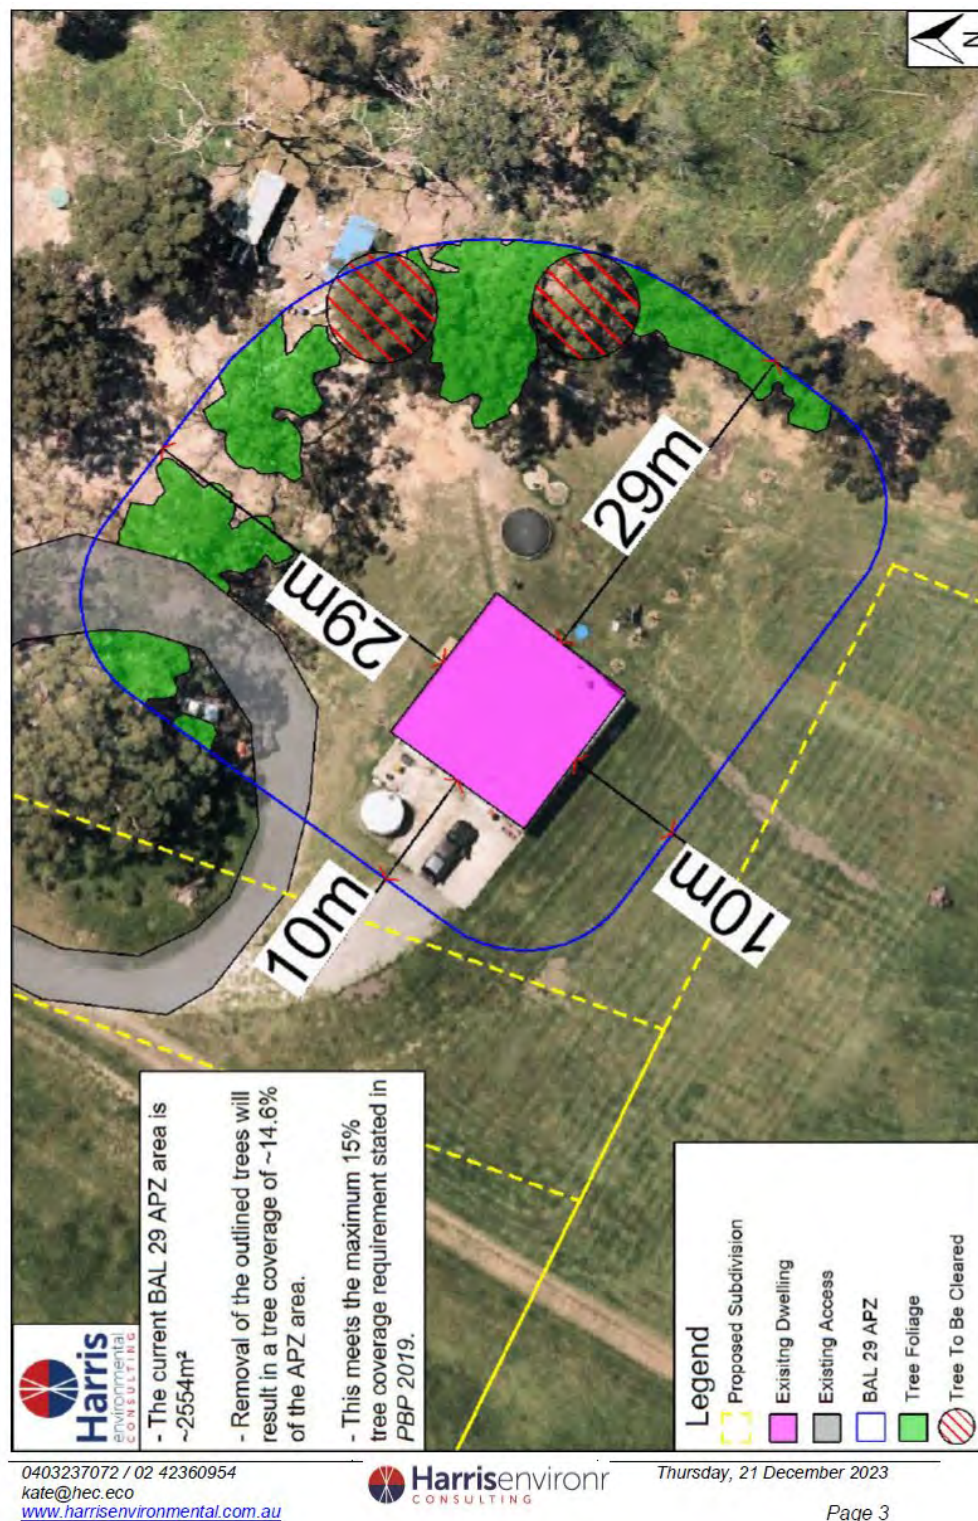 N
29m
29m
10m
10m
Harris
environmental
CONSULTING
- The current BAL 29 APZ area is
~2554m²
- Removal of the outlined trees will
result in a tree coverage of ~14.6%
of the APZ area.
- This meets the maximum 15%
tree coverage requirement stated in
PBP 2019.
Legend
Proposed Subdivision
Exisitng Dwelling
Existing Access
BAL 29 APZ
Tree Foliage
Tree To Be Cleared
0403237072 / 02 42360954
kate@hec.eco
www.harrisenvironmental.com.au
Harrisenvironr
CONSULTING
Thursday, 21 December 2023
Page 3